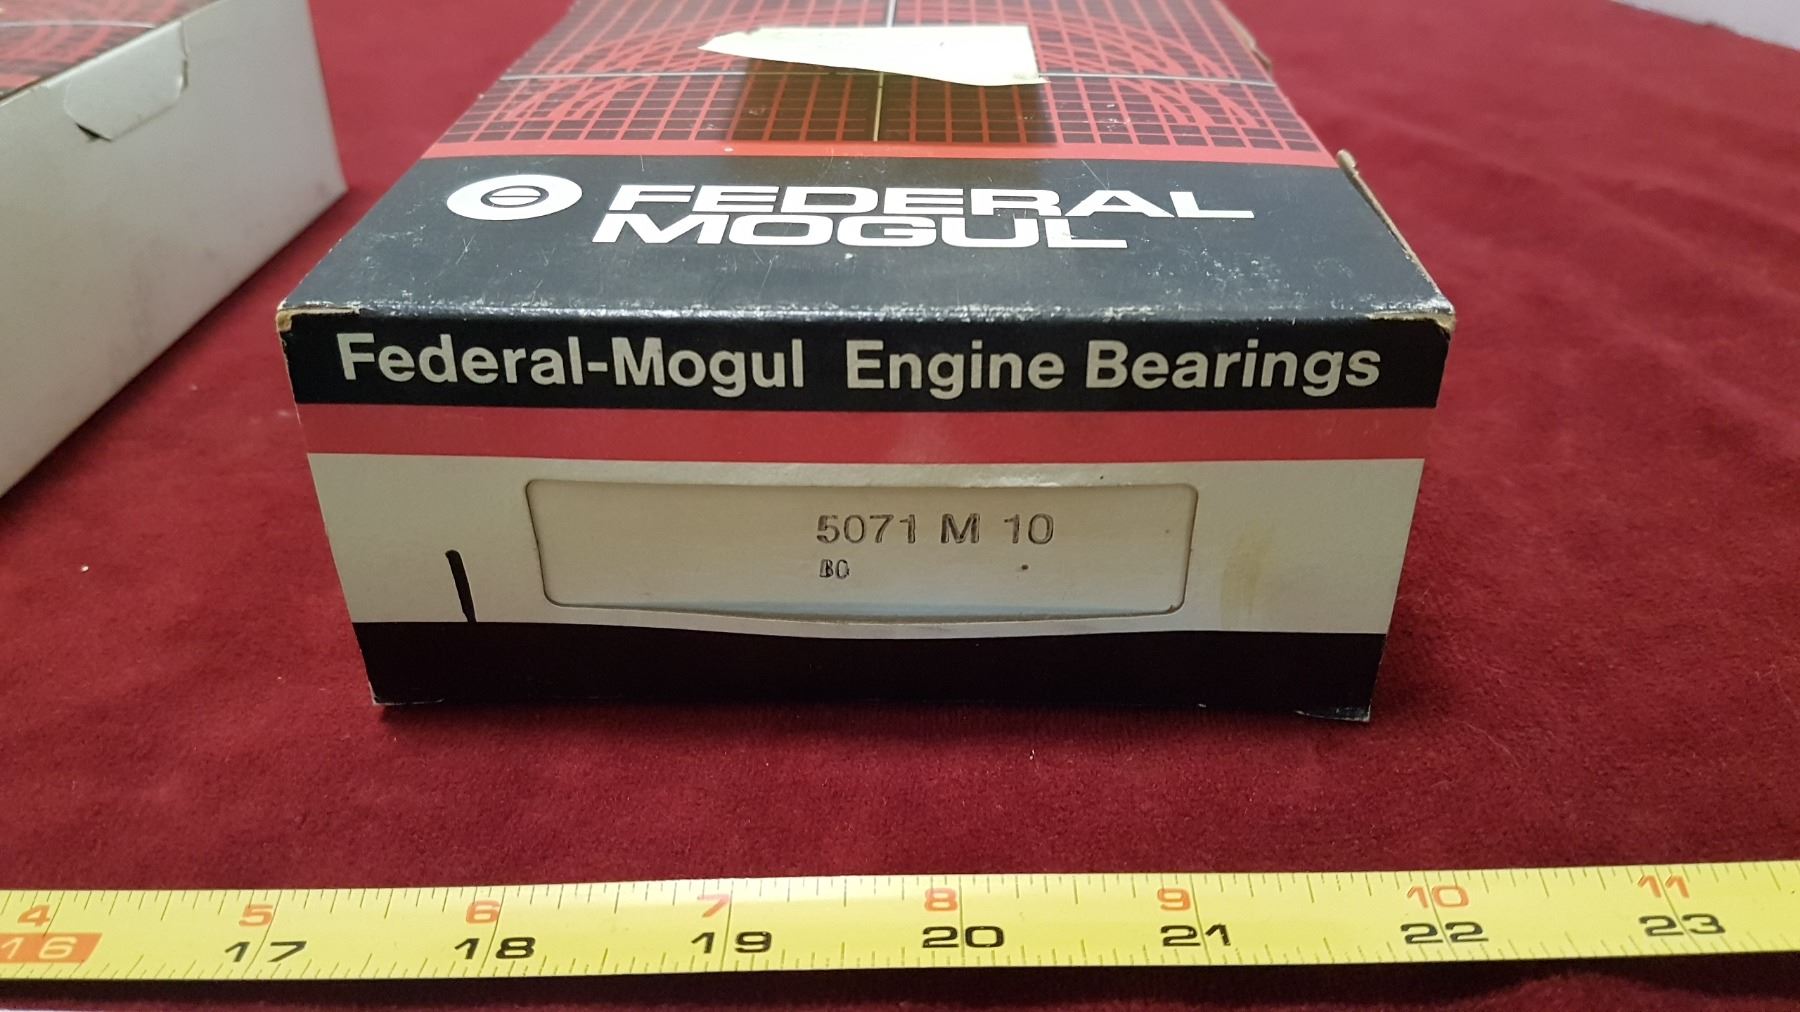 FEDERAL
MOGUL
Federal-Mogul Engine Bearings
5071 M 10
BG
4 5 6 7 8 9 10 11
16 17 18 19 20 21 22 23